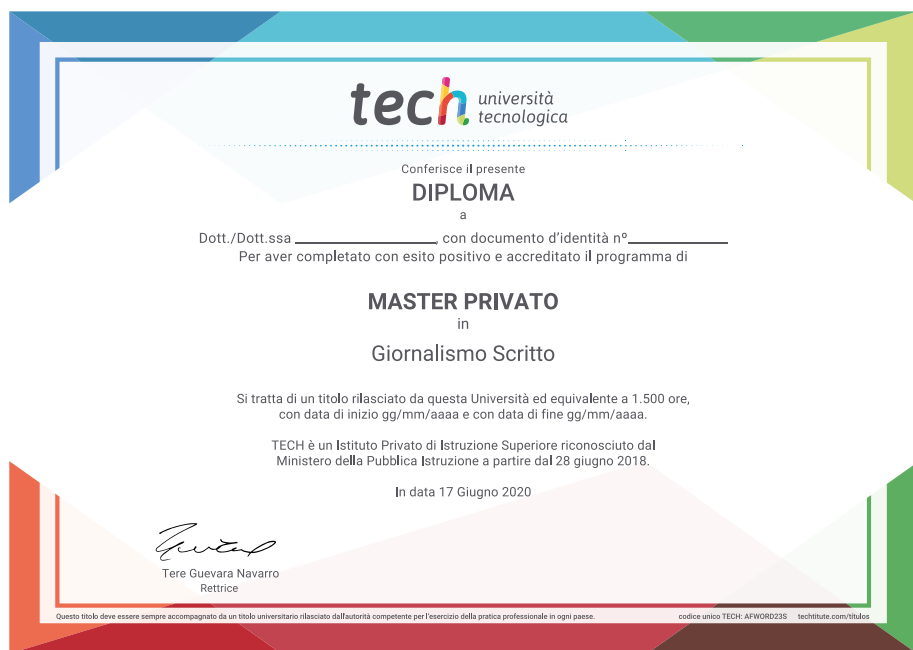 tech università
tecnologica
Conferisce il presente
DIPLOMA
a
Dott./Dott.ssa ____________________, con documento d'identità nº______________
Per aver completato con esito positivo e accreditato il programma di
MASTER PRIVATO
in
Giornalismo Scritto
Si tratta di un titolo rilasciato da questa Università ed equivalente a 1.500 ore,
con data di inizio gg/mm/aaaa e con data di fine gg/mm/aaaa.
TECH è un Istituto Privato di Istruzione Superiore riconosciuto dal
Ministero della Pubblica Istruzione a partire dal 28 giugno 2018.
In data 17 Giugno 2020
Tere Guevara Navarro
Rettrice
Questo titolo deve essere sempre accompagnato da un titolo universitario rilasciato dall'autorità competente per l'esercizio della pratica professionale in ogni paese. codice unico TECH: AFWORD23S techtitute.com/titulos